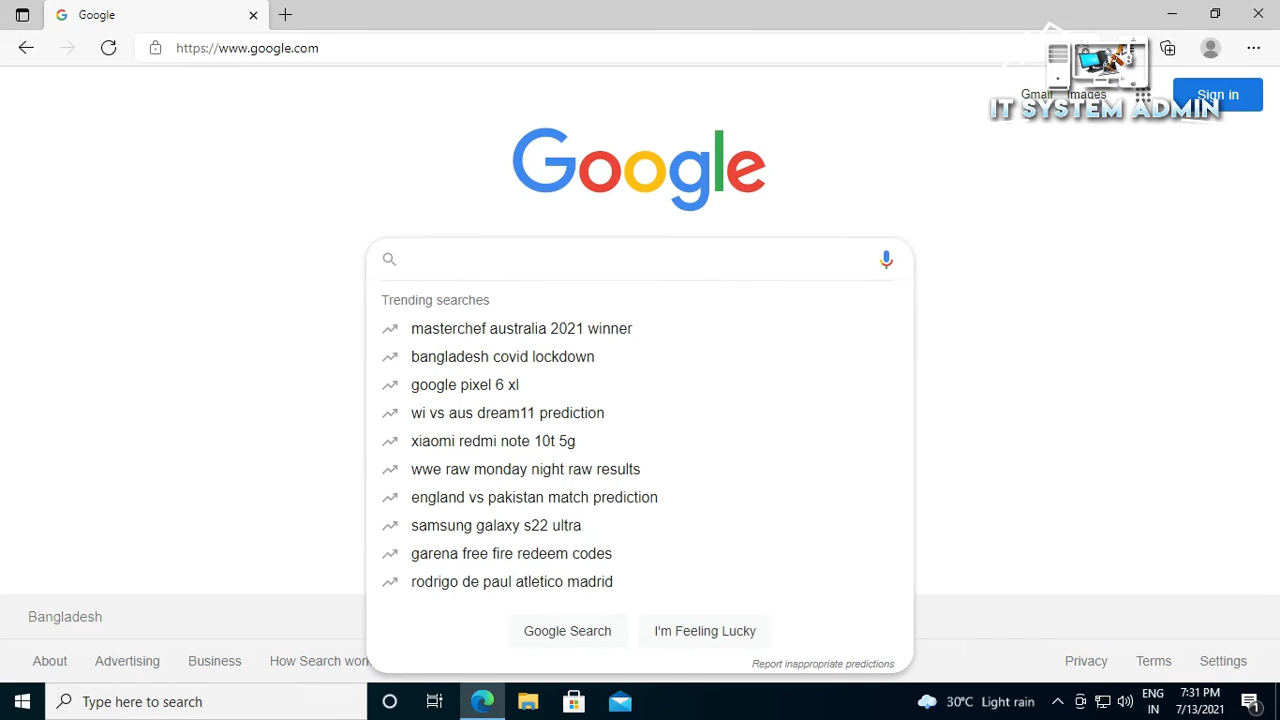 Google
https://www.google.com
Gmail Images
Sign in
IT SYSTEM ADMIN
Google
Trending searches
masterchef australia 2021 winner
bangladesh covid lockdown
google pixel 6 xl
wi vs aus dream11 prediction
xiaomi redmi note 10t 5g
wwe raw monday night raw results
england vs pakistan match prediction
samsung galaxy s22 ultra
garena free fire redeem codes
rodrigo de paul atletico madrid
Google Search I'm Feeling Lucky
Report inappropriate predictions
Bangladesh
About Advertising Business How Search wor Privacy Terms Settings
Type here to search
30°C Light rain
ENG
IN
7:31 PM
7/13/2021
1